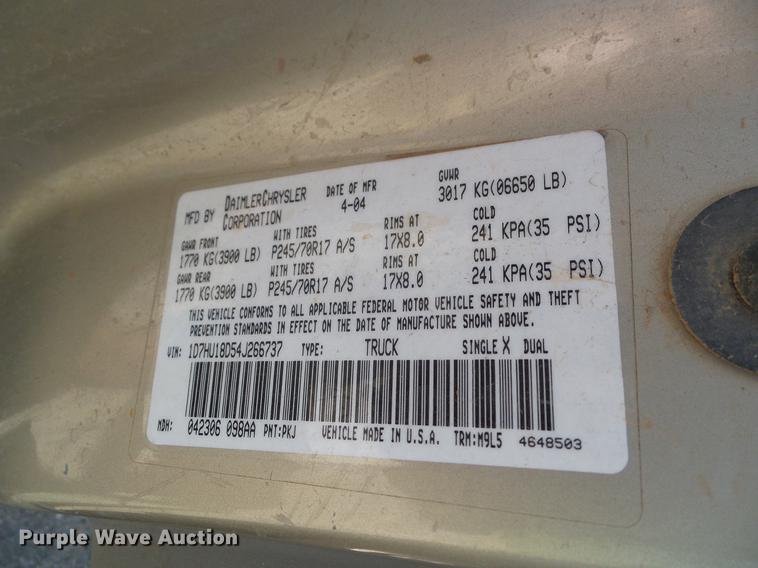 MFD BY DAIMLERCHRYSLER CORPORATION DATE OF MFR 4-04 GVWR 3017 KG(06650 LB)
GAWR FRONT WITH TIRES RIMS AT COLD
1770 KG(3900 LB) P245/70R17 A/S 17X8.0 241 KPA(35 PSI)
GAWR REAR WITH TIRES RIMS AT COLD
1770 KG(3900 LB) P245/70R17 A/S 17X8.0 241 KPA(35 PSI)
THIS VEHICLE CONFORMS TO ALL APPLICABLE FEDERAL MOTOR VEHICLE SAFETY AND THEFT
PREVENTION STANDARDS IN EFFECT ON THE DATE OF MANUFACTURE SHOWN ABOVE.
VIN: 1D7HU18D54J266737 TYPE: TRUCK SINGLE X DUAL
MDH: 042306 098AA PNT:PKJ VEHICLE MADE IN U.S.A. TRM:M9L5 4648503
Purple Wave Auction